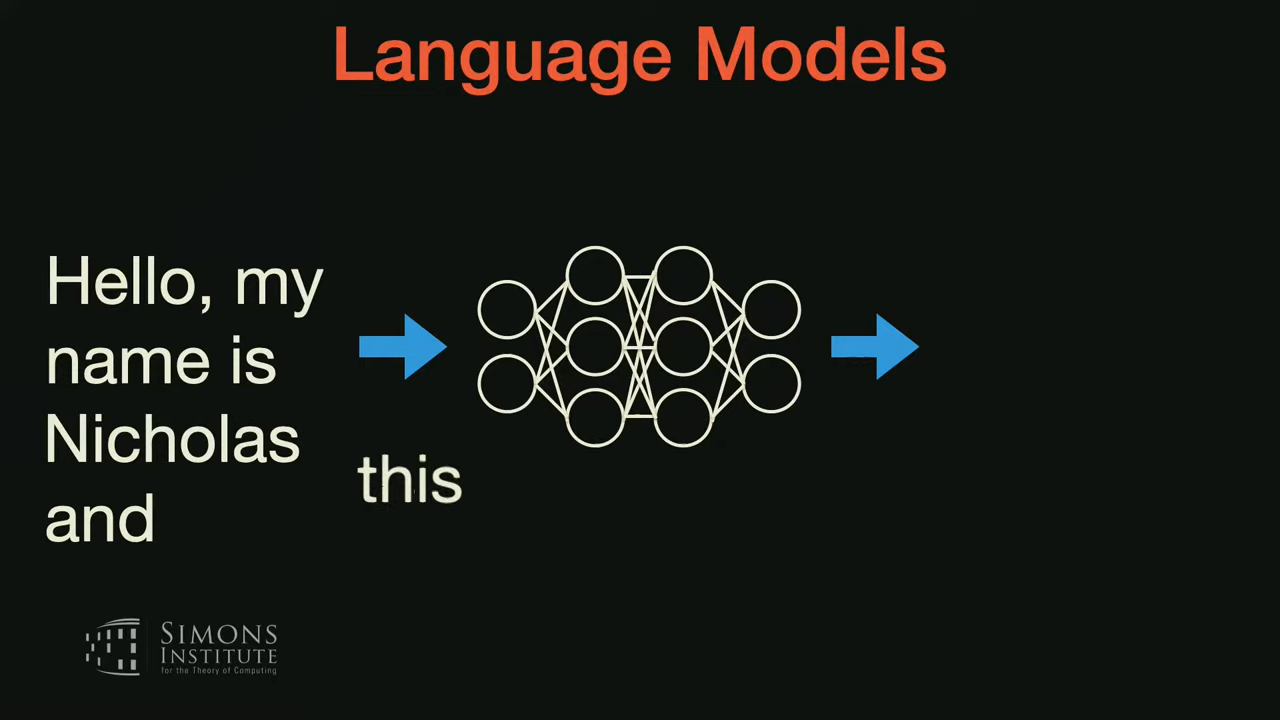 Language Models
Hello, my
name is
Nicholas
and
this
SIMONS
INSTITUTE
for the Theory of Computing